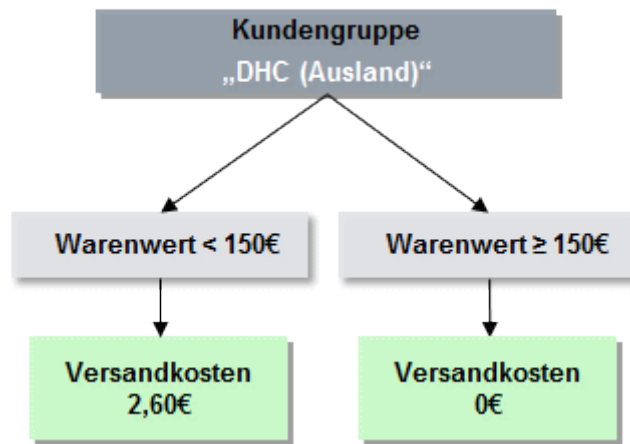 Kundengruppe
„DHC (Ausland)“
Warenwert < 150€
Warenwert ≥ 150€
Versandkosten
2,60€
Versandkosten
0€